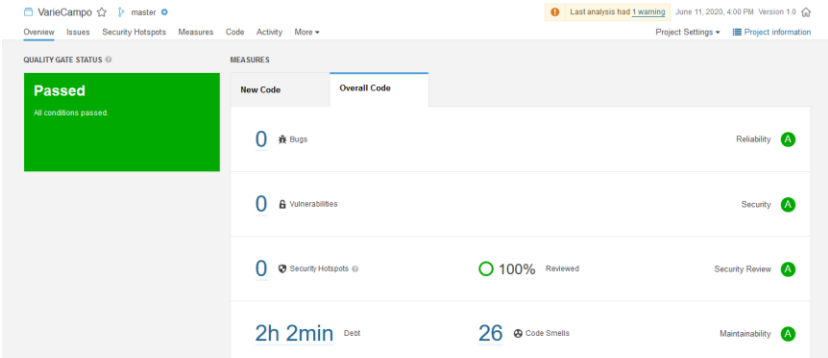 VarieCampo master
Last analysis had 1 warning June 11, 2020, 4:00 PM Version 1.0
Overview Issues Security Hotspots Measures Code Activity More
Project Settings Project information
QUALITY GATE STATUS
Passed
All conditions passed.
MEASURES
New Code Overall Code
0 Bugs Reliability A
0 Vulnerabilities Security A
0 Security Hotspots 100% Reviewed Security Review A
2h 2min Debt 26 Code Smells Maintainability A